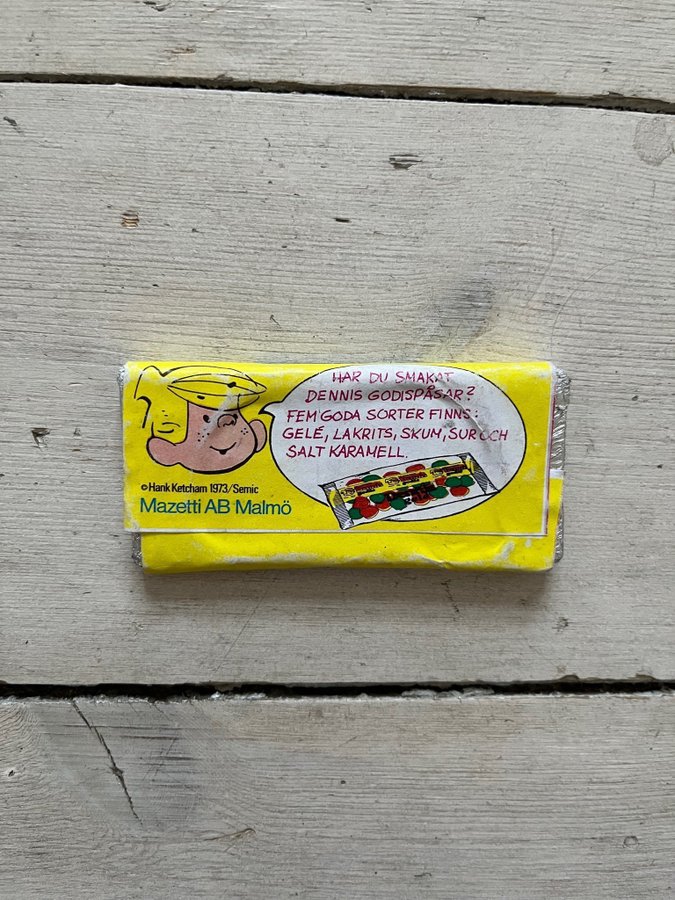 HAR DU SMAKAT
DENNIS GODISPÅSAR?
FEM GODA SORTER FINNS:
GELÉ, LAKRITS, SKUM, SUR OCH
SALT KARAMELL.
©Hank Ketcham 1973/Semic
Mazetti AB Malmö